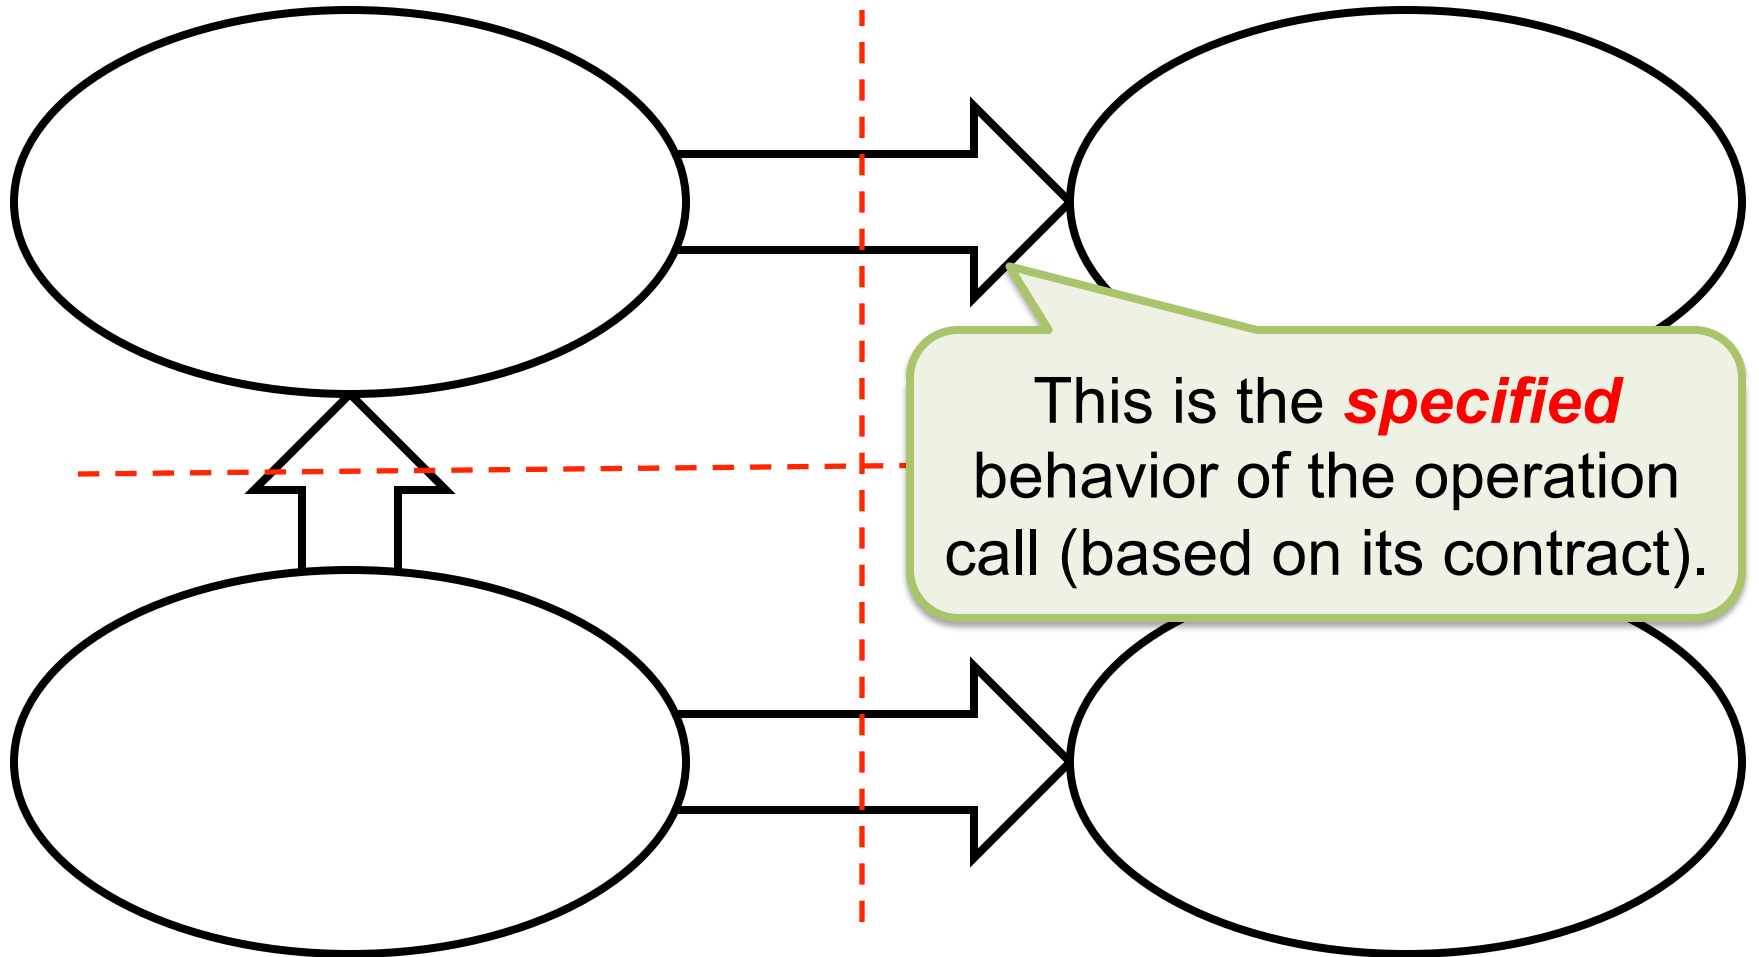 This is the specified
behavior of the operation
call (based on its contract).